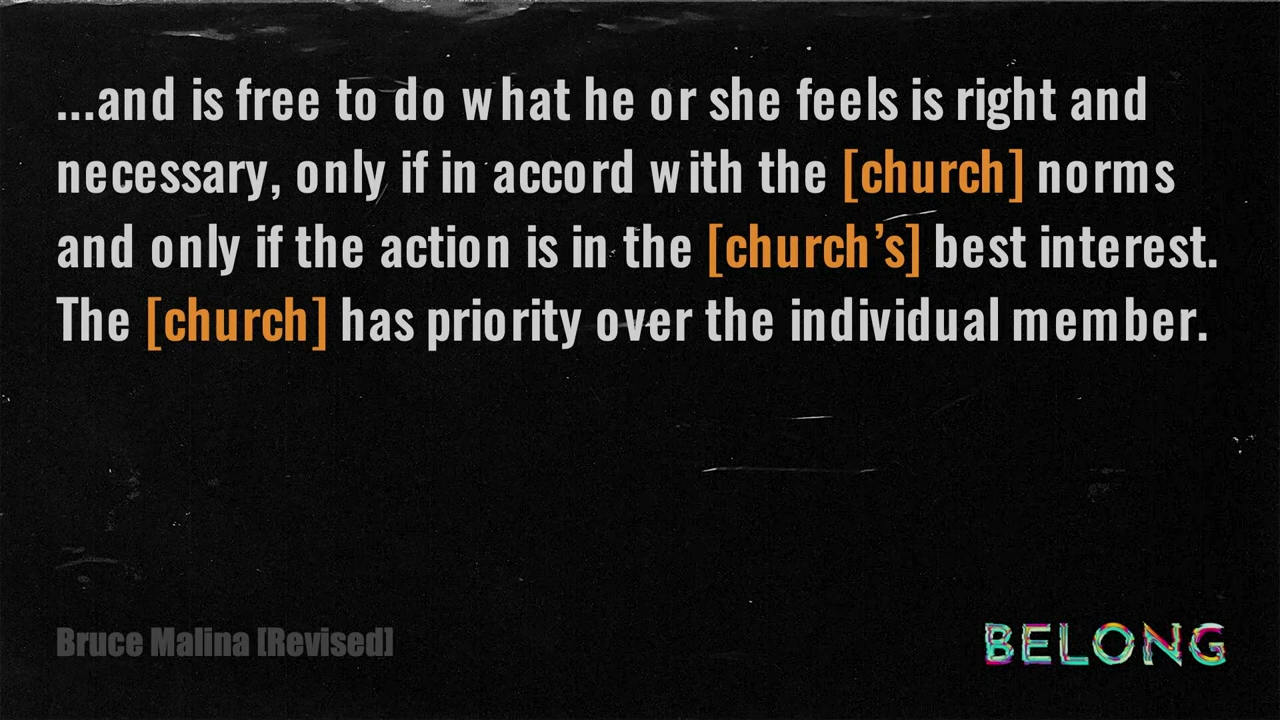 ...and is free to do what he or she feels is right and
necessary, only if in accord with the [church] norms
and only if the action is in the [church’s] best interest.
The [church] has priority over the individual member.
Bruce Malina [Revised]
BELONG